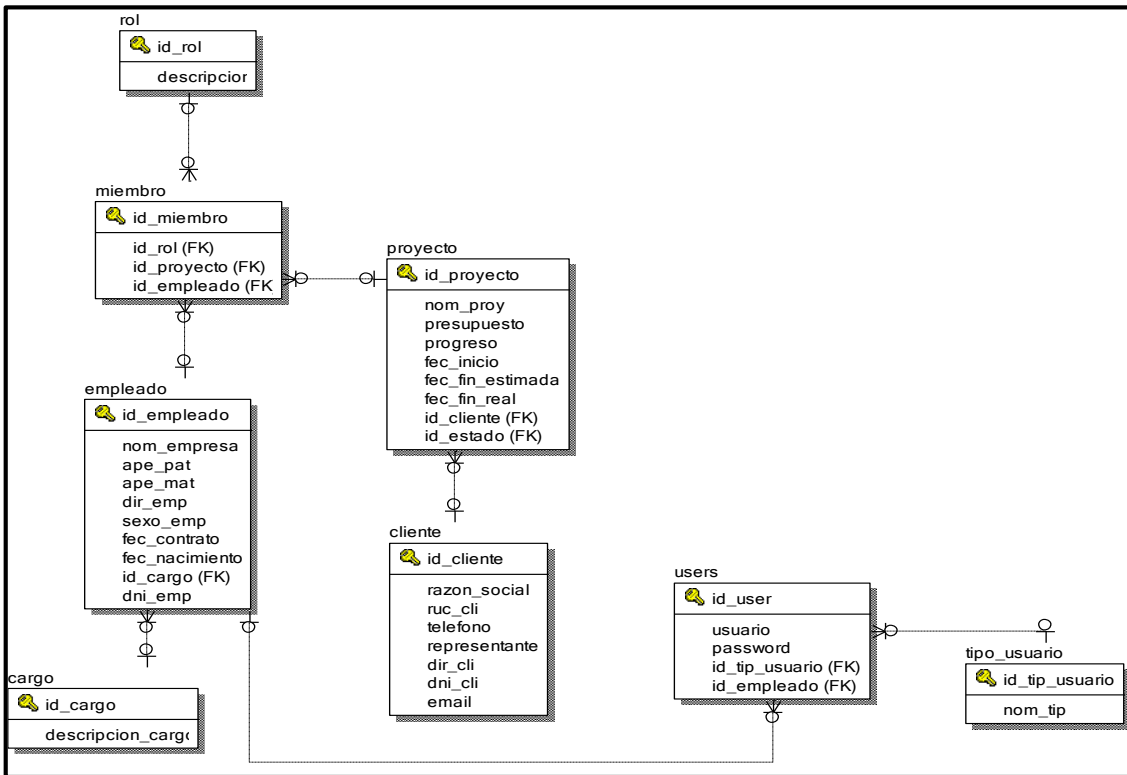 rol
id_rol
descripcior
miembro
id_miembro
id_rol (FK)
id_proyecto (FK)
id_empleado (FK
proyecto
id_proyecto
nom_proy
presupuesto
progreso
fec_inicio
fec_fin_estimada
fec_fin_real
id_cliente (FK)
id_estado (FK)
empleado
id_empleado
nom_empresa
ape_pat
ape_mat
dir_emp
sexo_emp
fec_contrato
fec_nacimiento
id_cargo (FK)
dni_emp
cliente
id_cliente
razon_social
ruc_cli
telefono
representante
dir_cli
dni_cli
email
users
id_user
usuario
password
id_tip_usuario (FK)
id_empleado (FK)
tipo_usuario
id_tip_usuario
nom_tip
cargo
id_cargo
descripcion_cargo